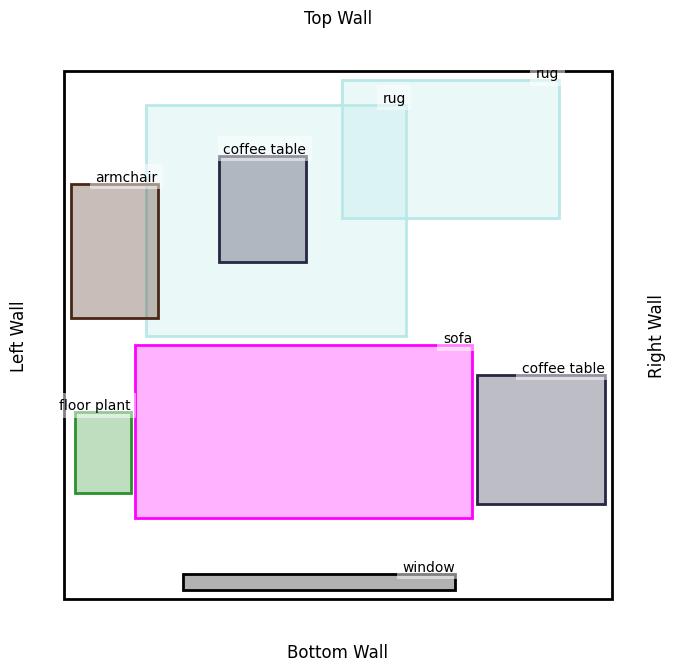 Top Wall
rug
rug
coffee table
armchair
Left Wall
Right Wall
sofa
coffee table
floor plant
window
Bottom Wall